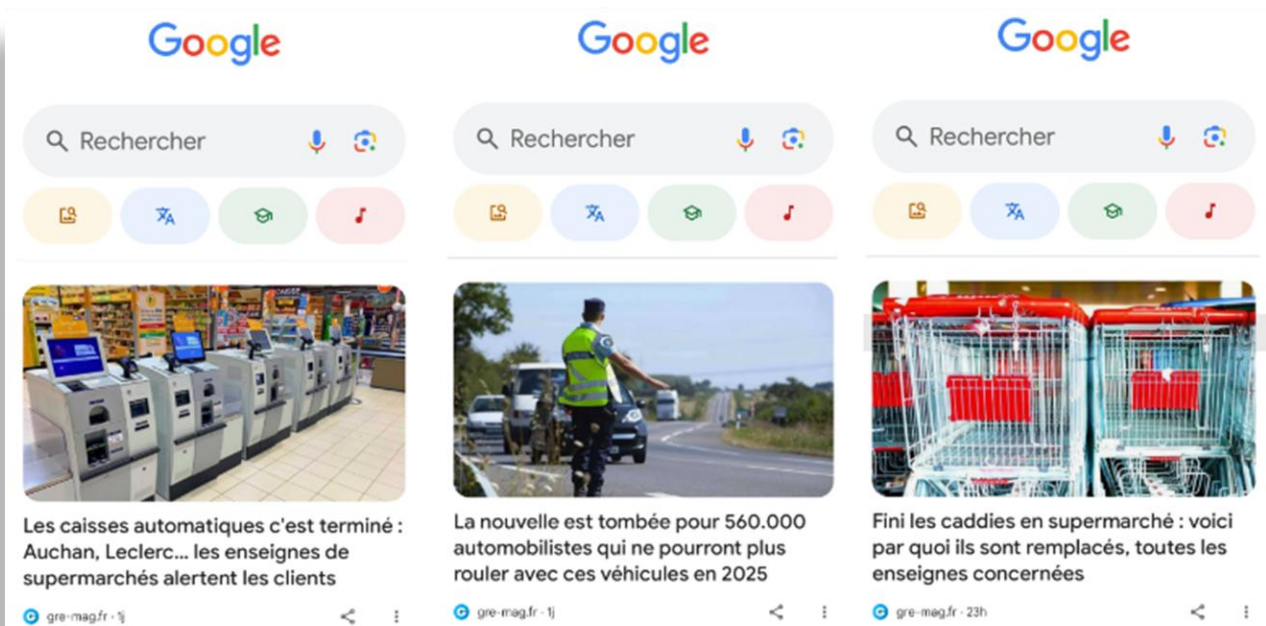 Google
Rechercher
Les caisses automatiques c'est terminé :
Auchan, Leclerc... les enseignes de
supermarchés alertent les clients
gre-mag.fr · 1j
Google
Rechercher
La nouvelle est tombée pour 560.000
automobilistes qui ne pourront plus
rouler avec ces véhicules en 2025
gre-mag.fr · 1j
Google
Rechercher
Fini les caddies en supermarché : voici
par quoi ils sont remplacés, toutes les
enseignes concernées
gre-mag.fr · 23h